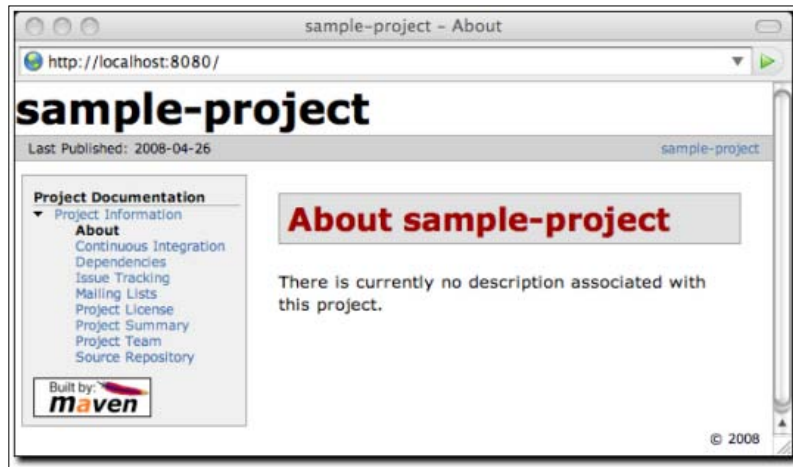 sample-project - About
http://localhost:8080/
sample-project
Last Published: 2008-04-26
sample-project
Project Documentation
Project Information
About
Continuous Integration
Dependencies
Issue Tracking
Mailing Lists
Project License
Project Summary
Project Team
Source Repository
Built by:
maven
About sample-project
There is currently no description associated with
this project.
© 2008